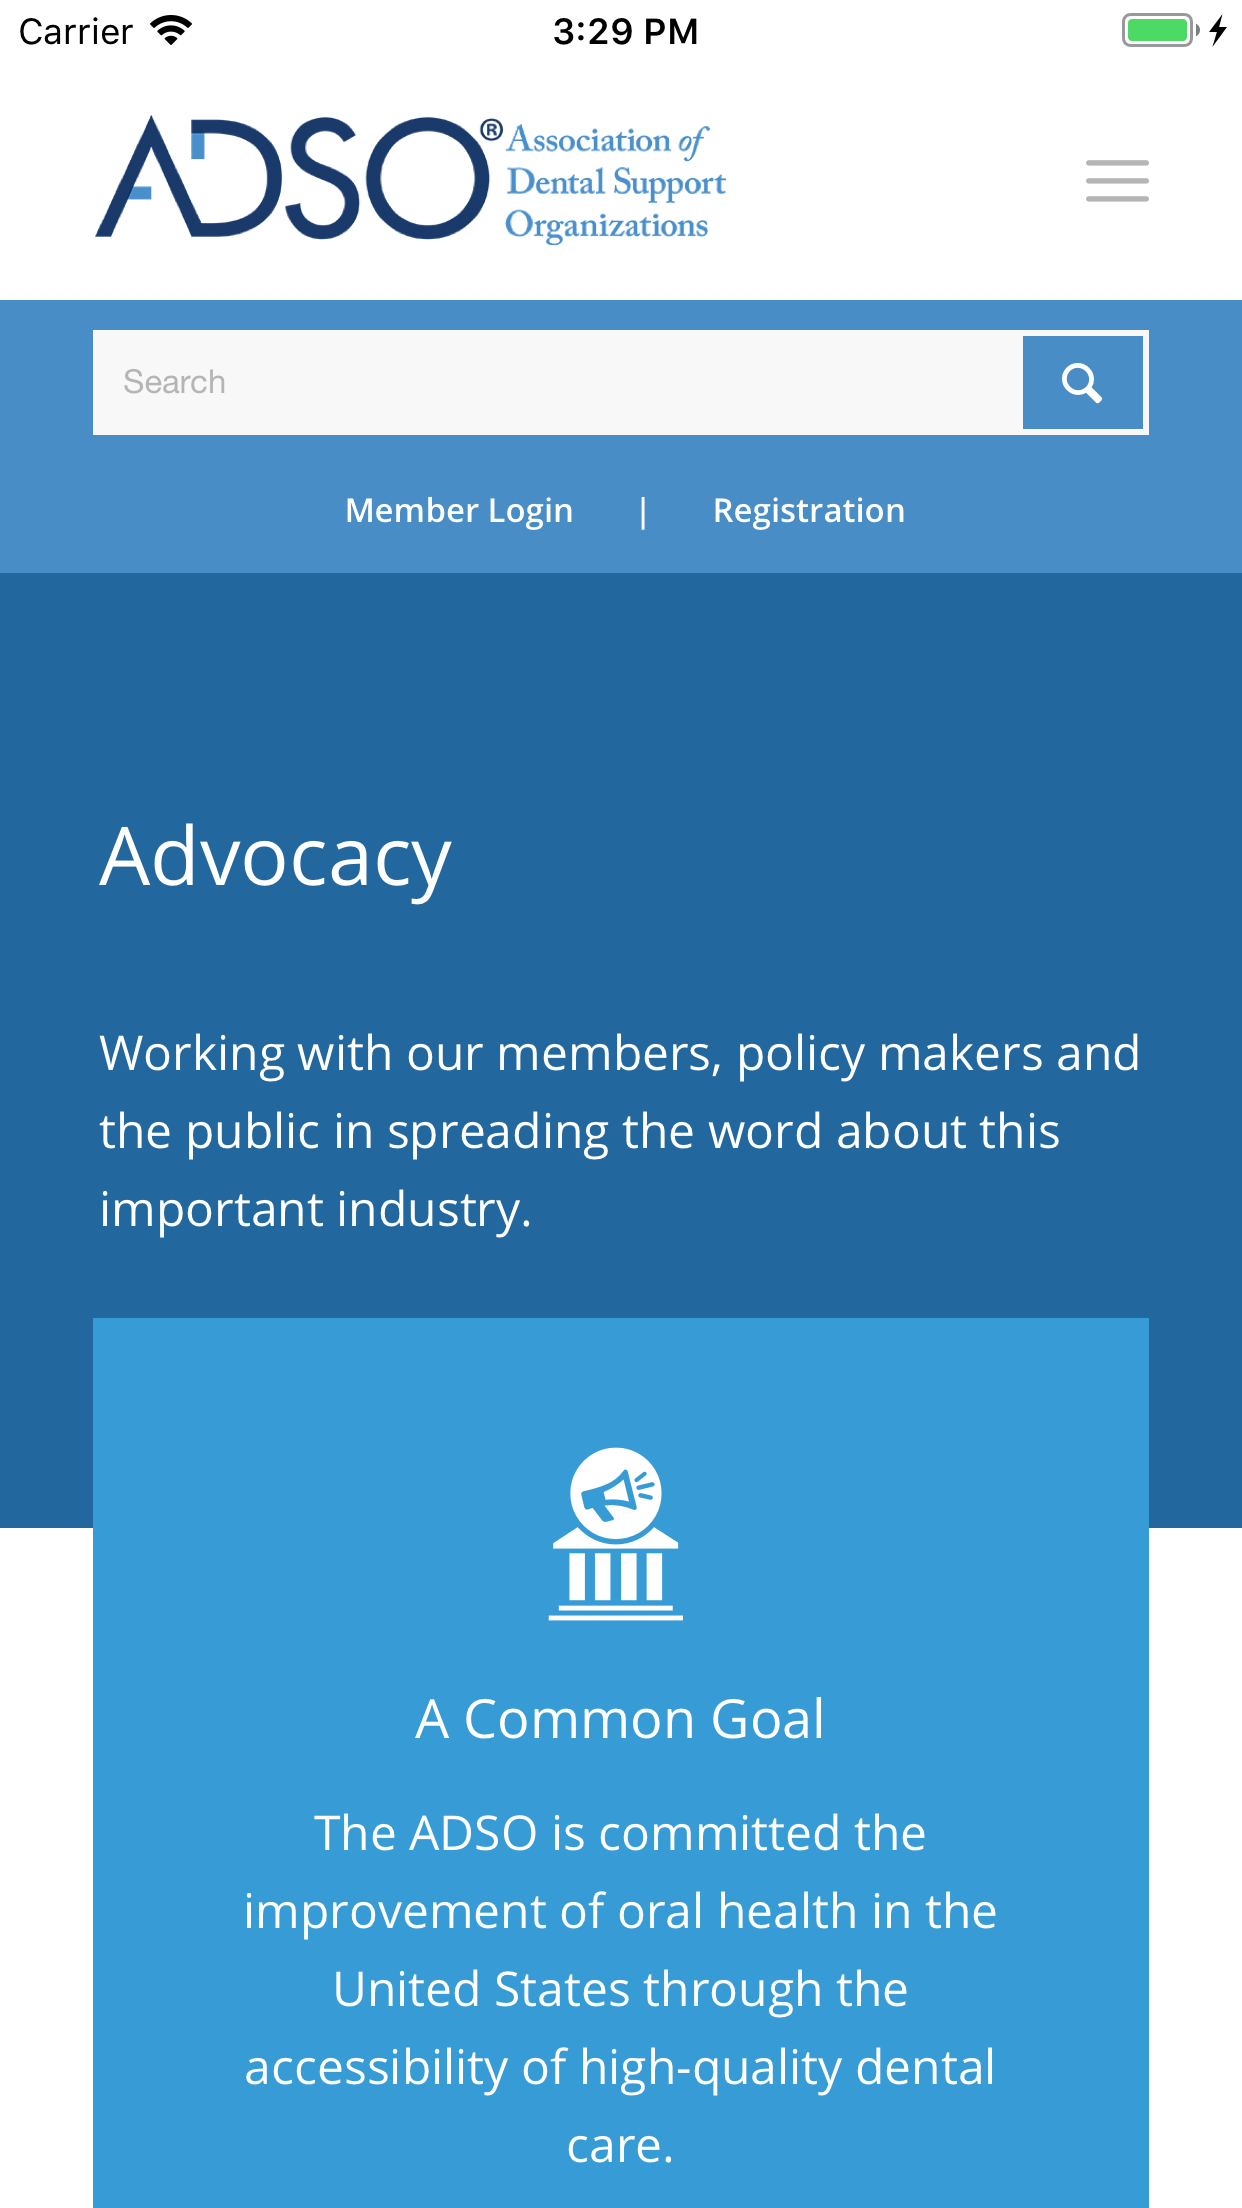 Carrier
3:29 PM
ADSO® Association of
Dental Support
Organizations
Search
Member Login | Registration
Advocacy
Working with our members, policy makers and
the public in spreading the word about this
important industry.
A Common Goal
The ADSO is committed the
improvement of oral health in the
United States through the
accessibility of high-quality dental
care.